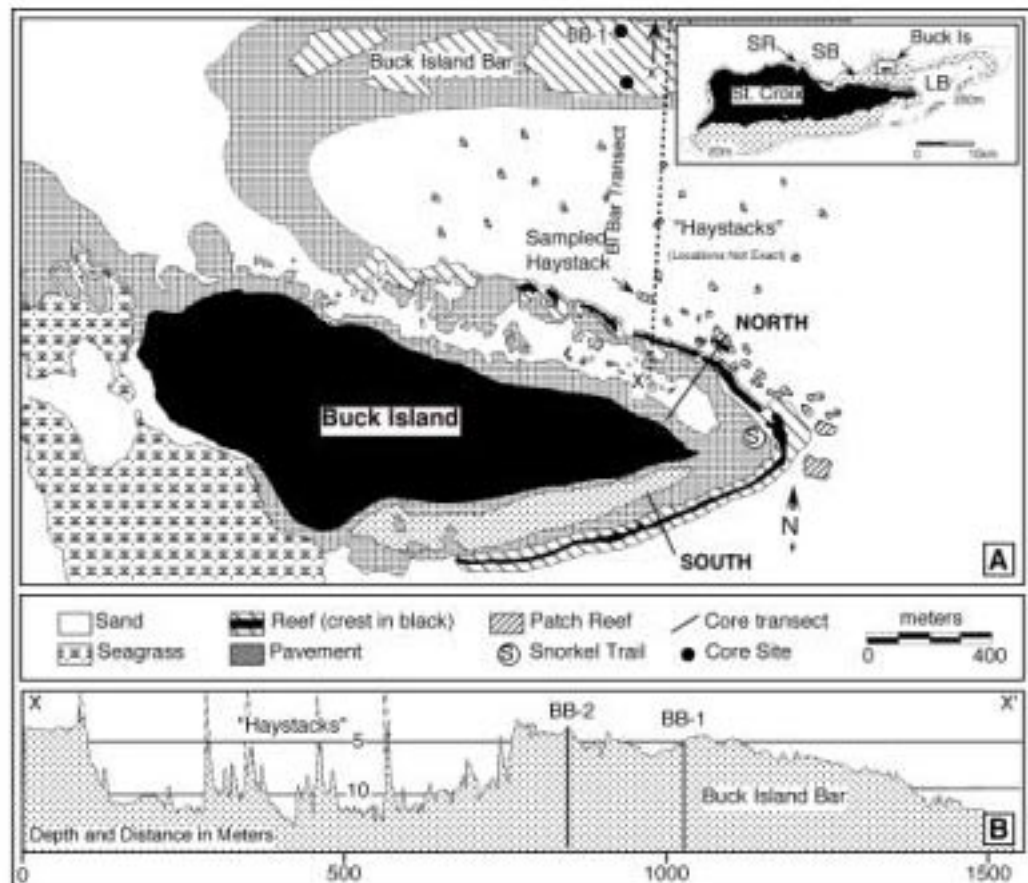 A
BB-1
Buck Island Bar
SR
SB
Buck Is
St. Croix
LB
20m
0 10km
BI Bar Transect
Sampled
Haystack
"Haystacks"
(Locations Not Exact)
NORTH
X'
Buck Island
S
N
SOUTH
A
Sand
Reef (crest in black)
Patch Reef
Core transect
meters
Seagrass
Pavement
S
Snorkel Trail
Core Site
0 400
X
X'
"Haystacks"
5
BB-2
BB-1
10
Buck Island Bar
Depth and Distance in Meters
B
0 500 1000 1500